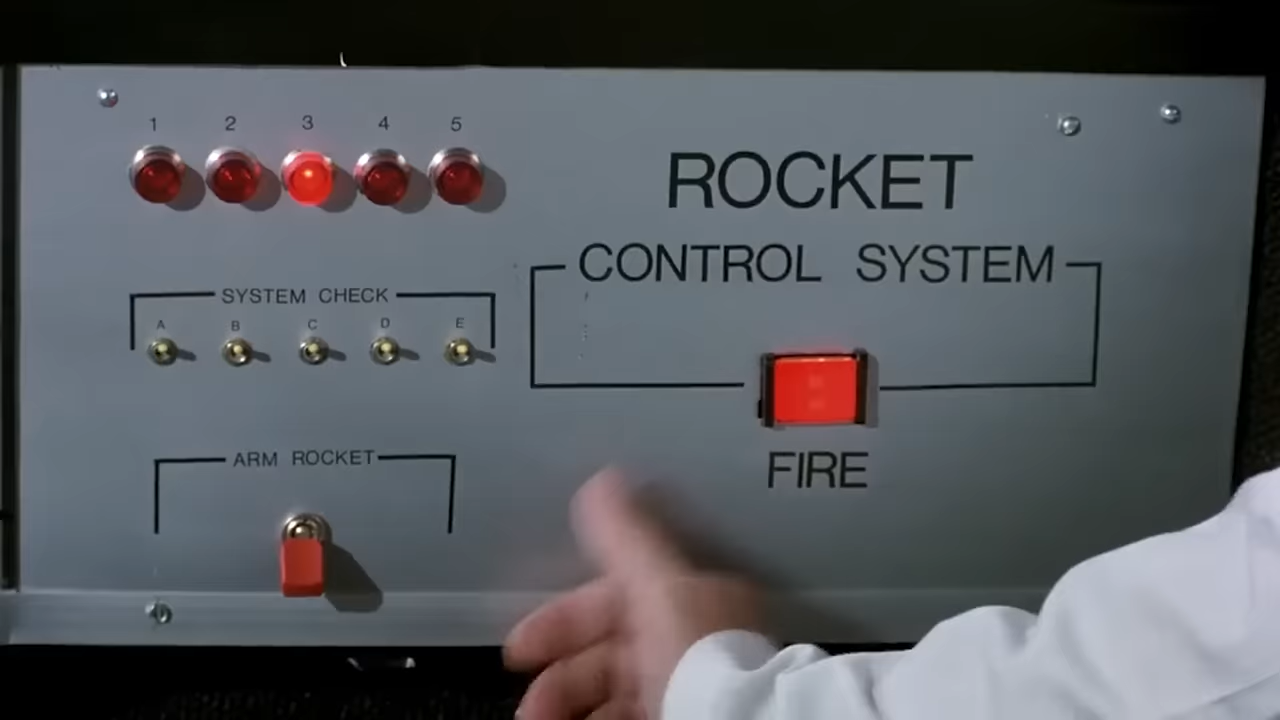 1 2 3 4 5
ROCKET
CONTROL SYSTEM
SYSTEM CHECK
A B C D E
FIRE
ARM ROCKET